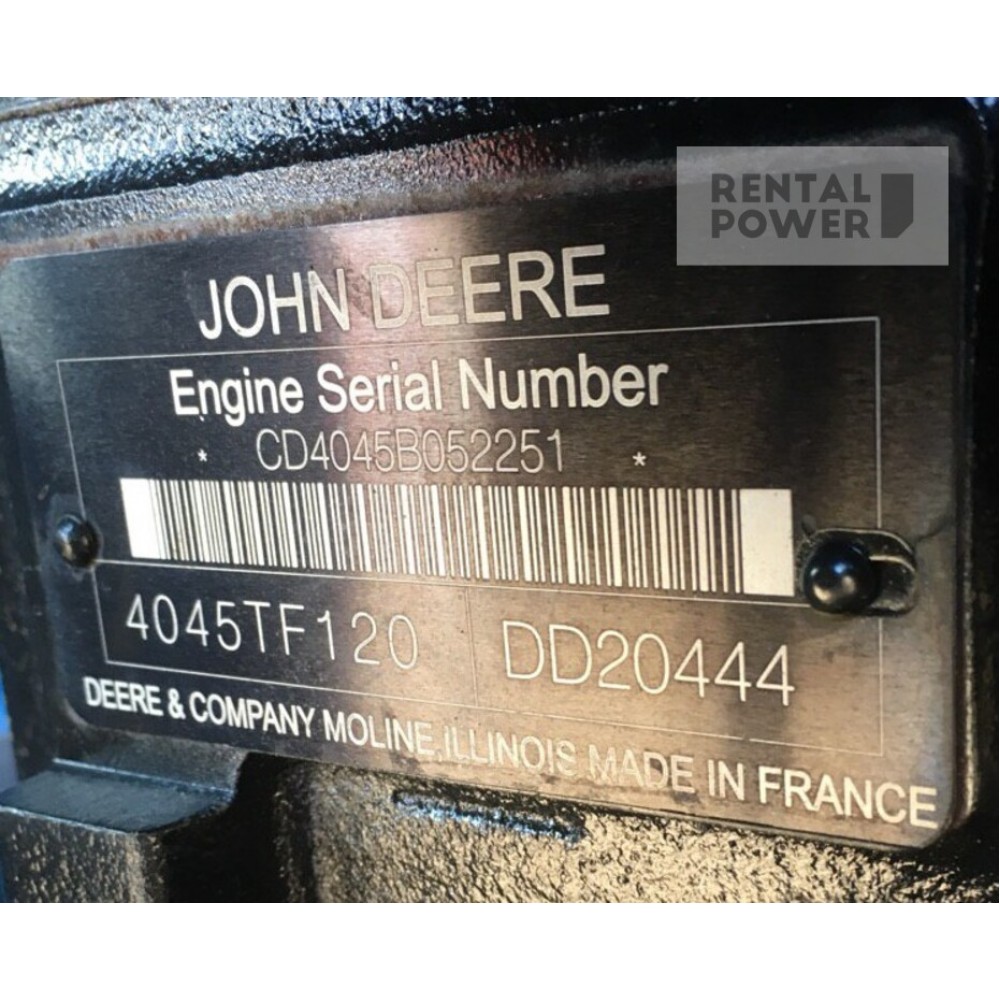 RENTAL
POWER
JOHN DEERE
Engine Serial Number
* CD4045B052251 *
4045TF120 DD20444
DEERE & COMPANY MOLINE,ILLINOIS MADE IN FRANCE